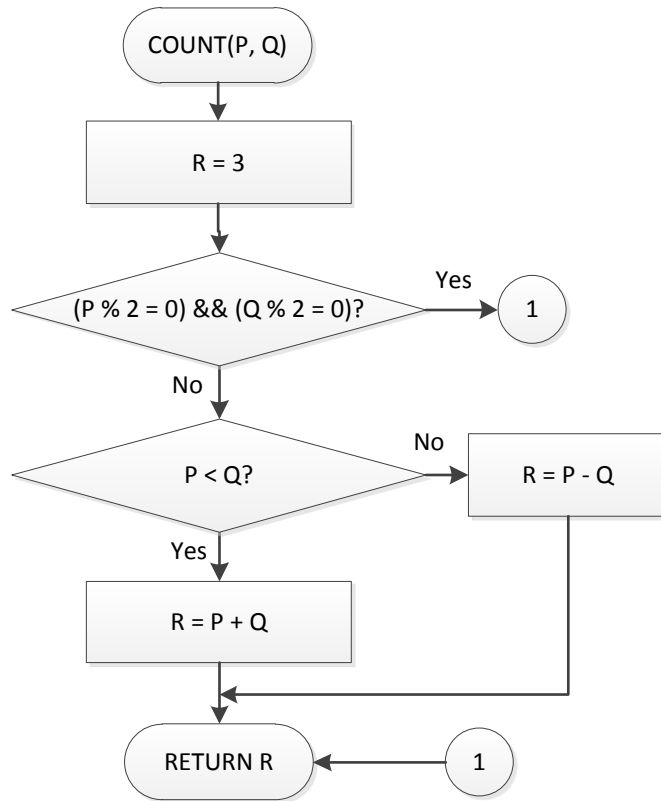 COUNT(P, Q)
R = 3
(P % 2 = 0) && (Q % 2 = 0)?
Yes
1
No
P < Q?
No
R = P - Q
Yes
R = P + Q
RETURN R
1